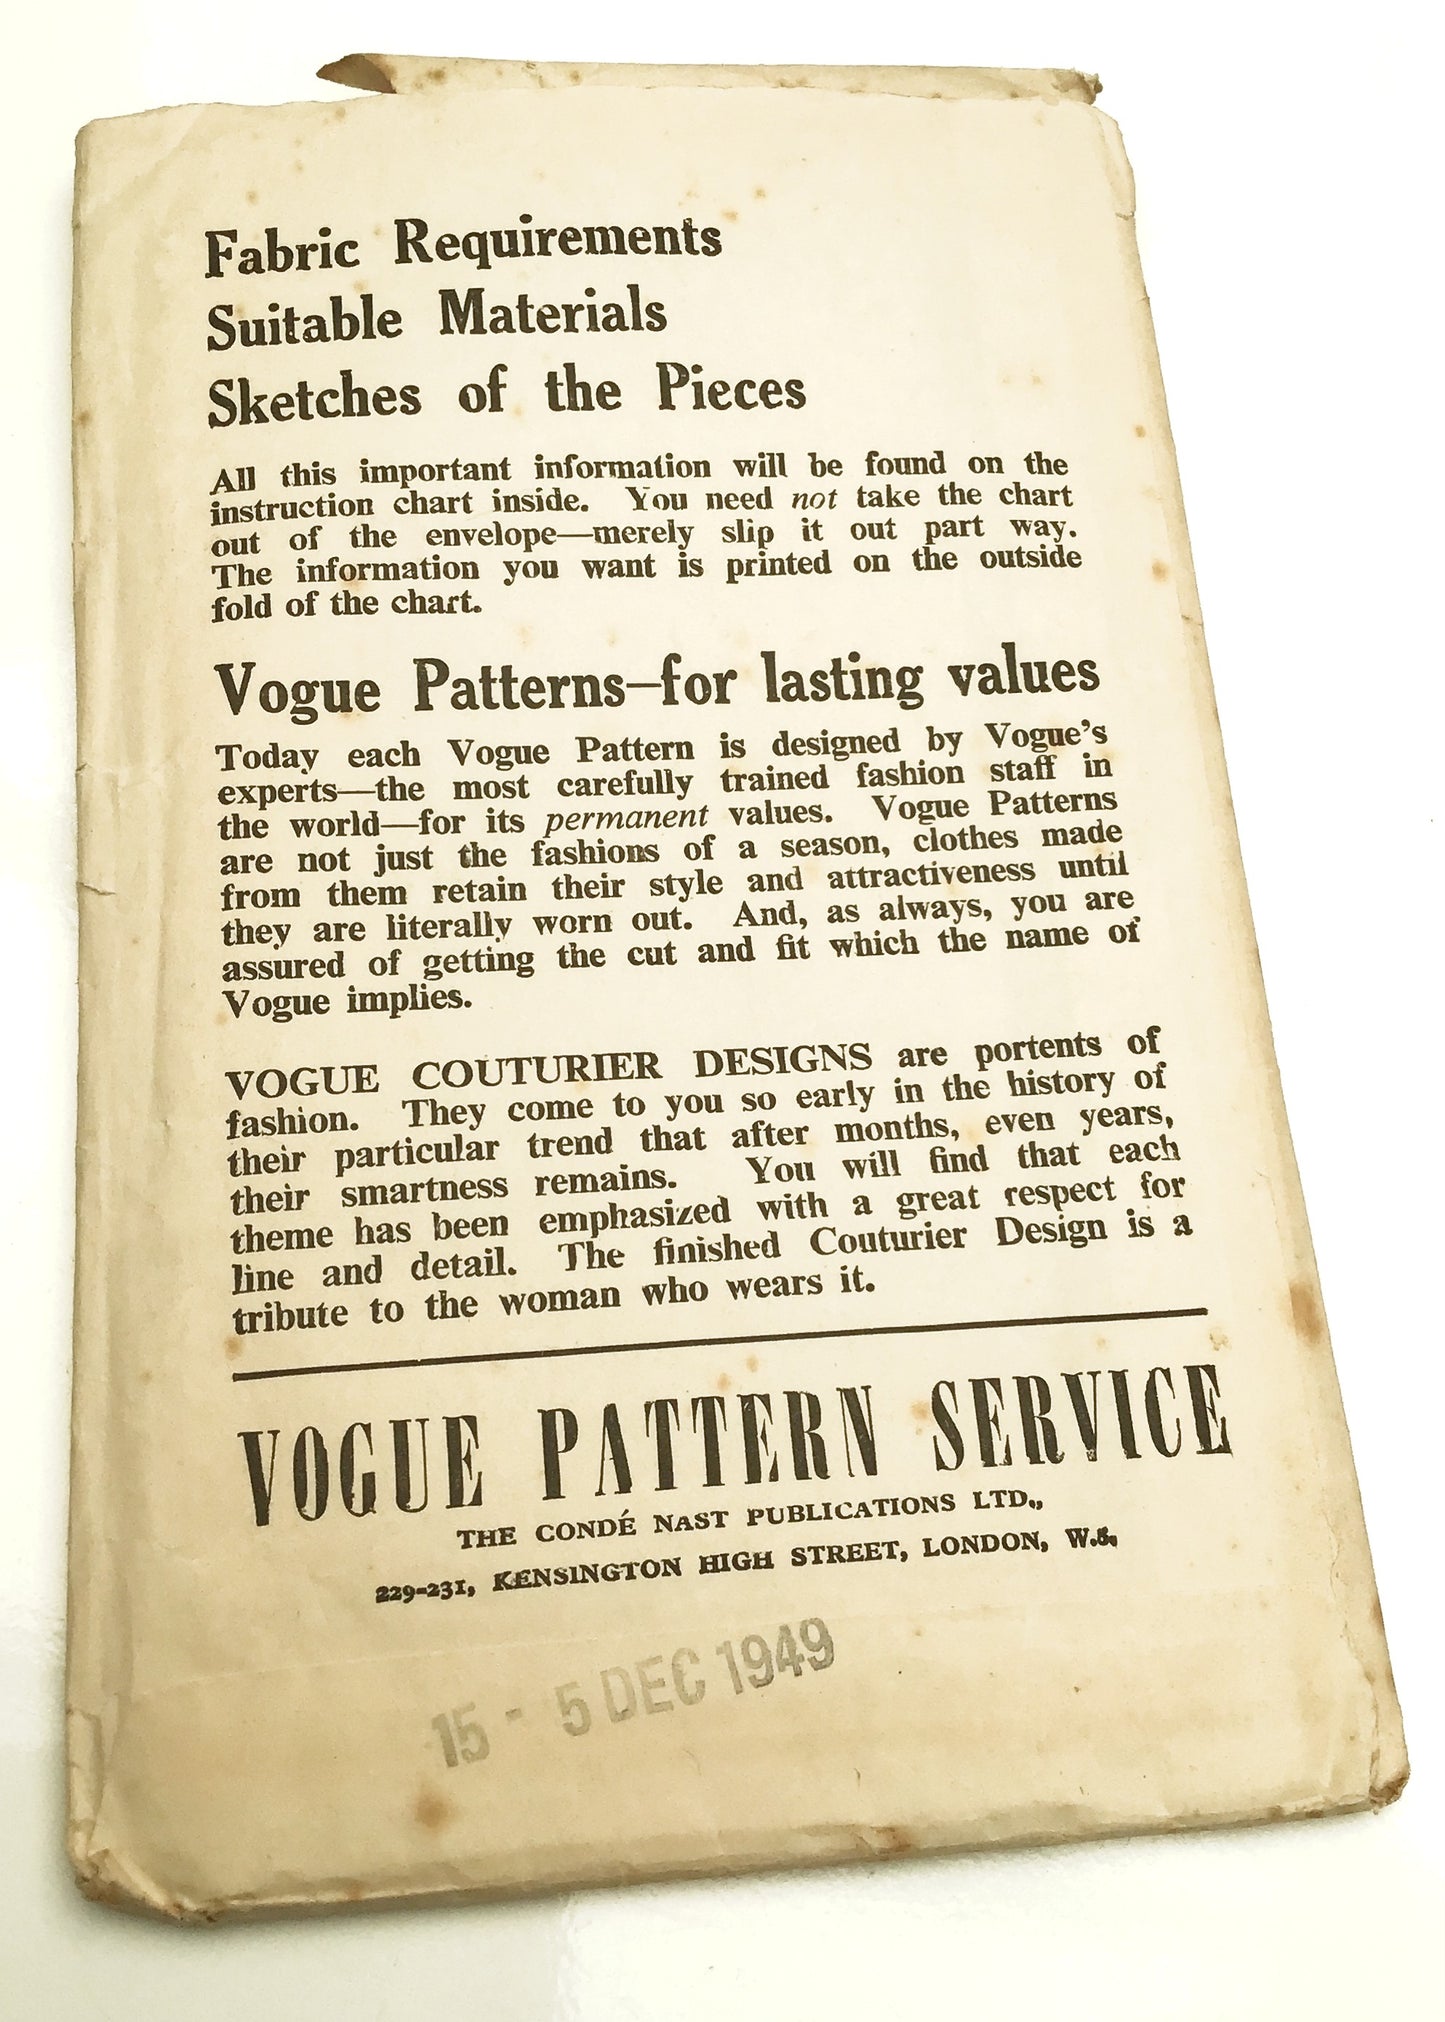 Fabric Requirements
Suitable Materials
Sketches of the Pieces
All this important information will be found on the
instruction chart inside. You need not take the chart
out of the envelope—merely slip it out part way.
The information you want is printed on the outside
fold of the chart.
Vogue Patterns—for lasting values
Today each Vogue Pattern is designed by Vogue's
experts—the most carefully trained fashion staff in
the world—for its permanent values. Vogue Patterns
are not just the fashions of a season, clothes made
from them retain their style and attractiveness until
they are literally worn out. And, as always, you are
assured of getting the cut and fit which the name of
Vogue implies.
VOGUE COUTURIER DESIGNS are portents of
fashion. They come to you so early in the history of
their particular trend that after months, even years,
their smartness remains. You will find that each
theme has been emphasized with a great respect for
line and detail. The finished Couturier Design is a
tribute to the woman who wears it.
VOGUE PATTERN SERVICE
THE CONDÉ NAST PUBLICATIONS LTD.,
229-231, KENSINGTON HIGH STREET, LONDON, W.8,
15 - 5 DEC 1949